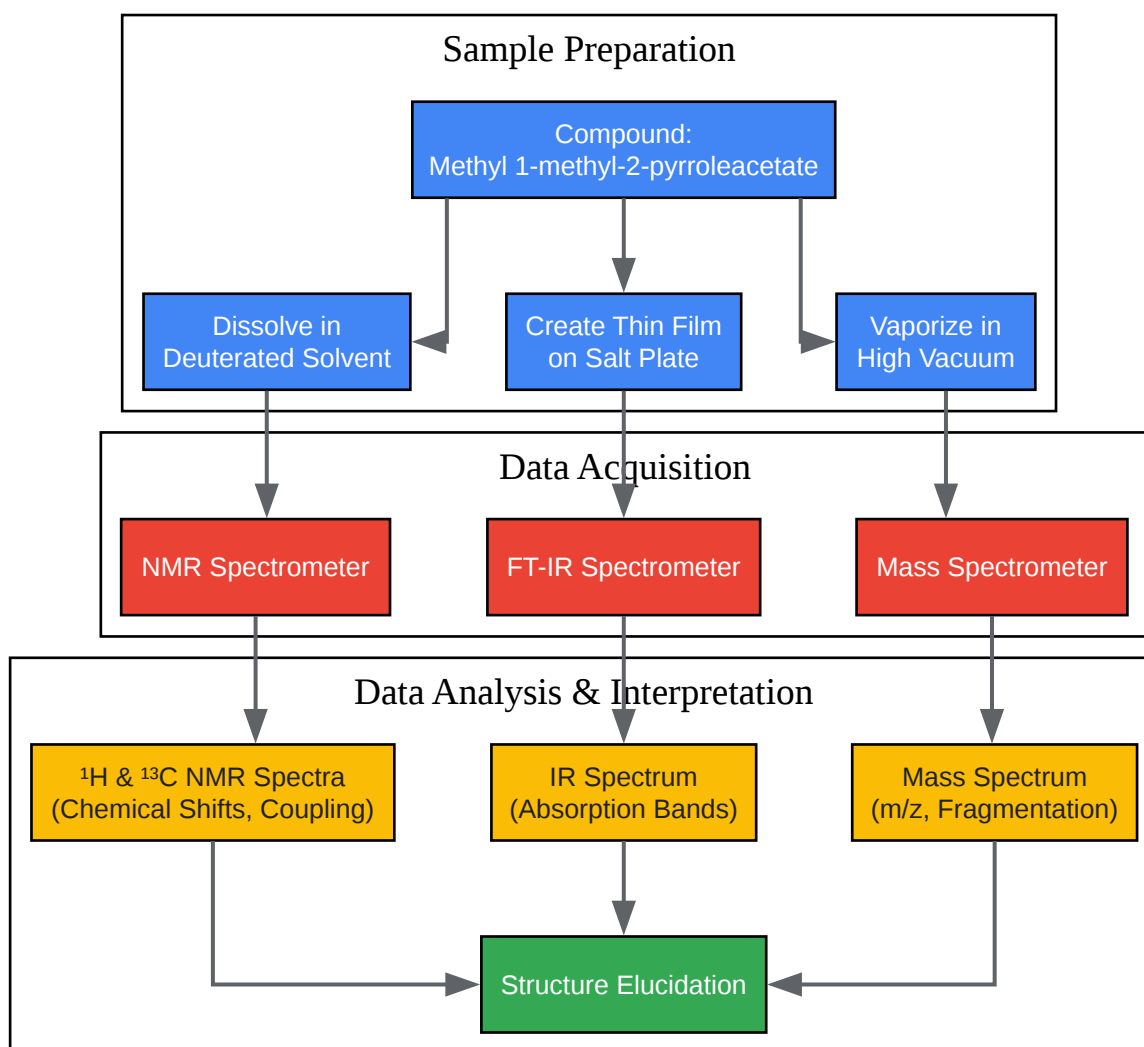 Sample Preparation
Compound:
Methyl 1-methyl-2-pyrroleacetate
Dissolve in
Deuterated Solvent
Create Thin Film
on Salt Plate
Vaporize in
High Vacuum
Data Acquisition
NMR Spectrometer
FT-IR Spectrometer
Mass Spectrometer
Data Analysis & Interpretation
¹H & ¹³C NMR Spectra
(Chemical Shifts, Coupling)
IR Spectrum
(Absorption Bands)
Mass Spectrum
(m/z, Fragmentation)
Structure Elucidation